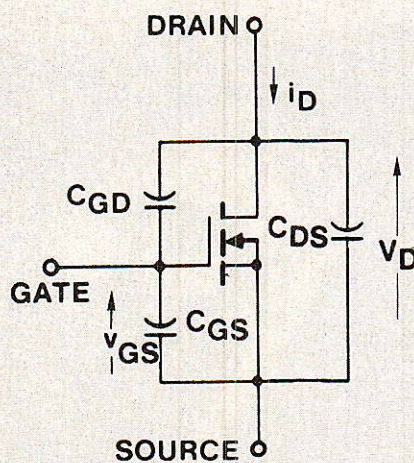 DRAIN
iD
CGD
CDS
VD
GATE
vGS
CGS
SOURCE